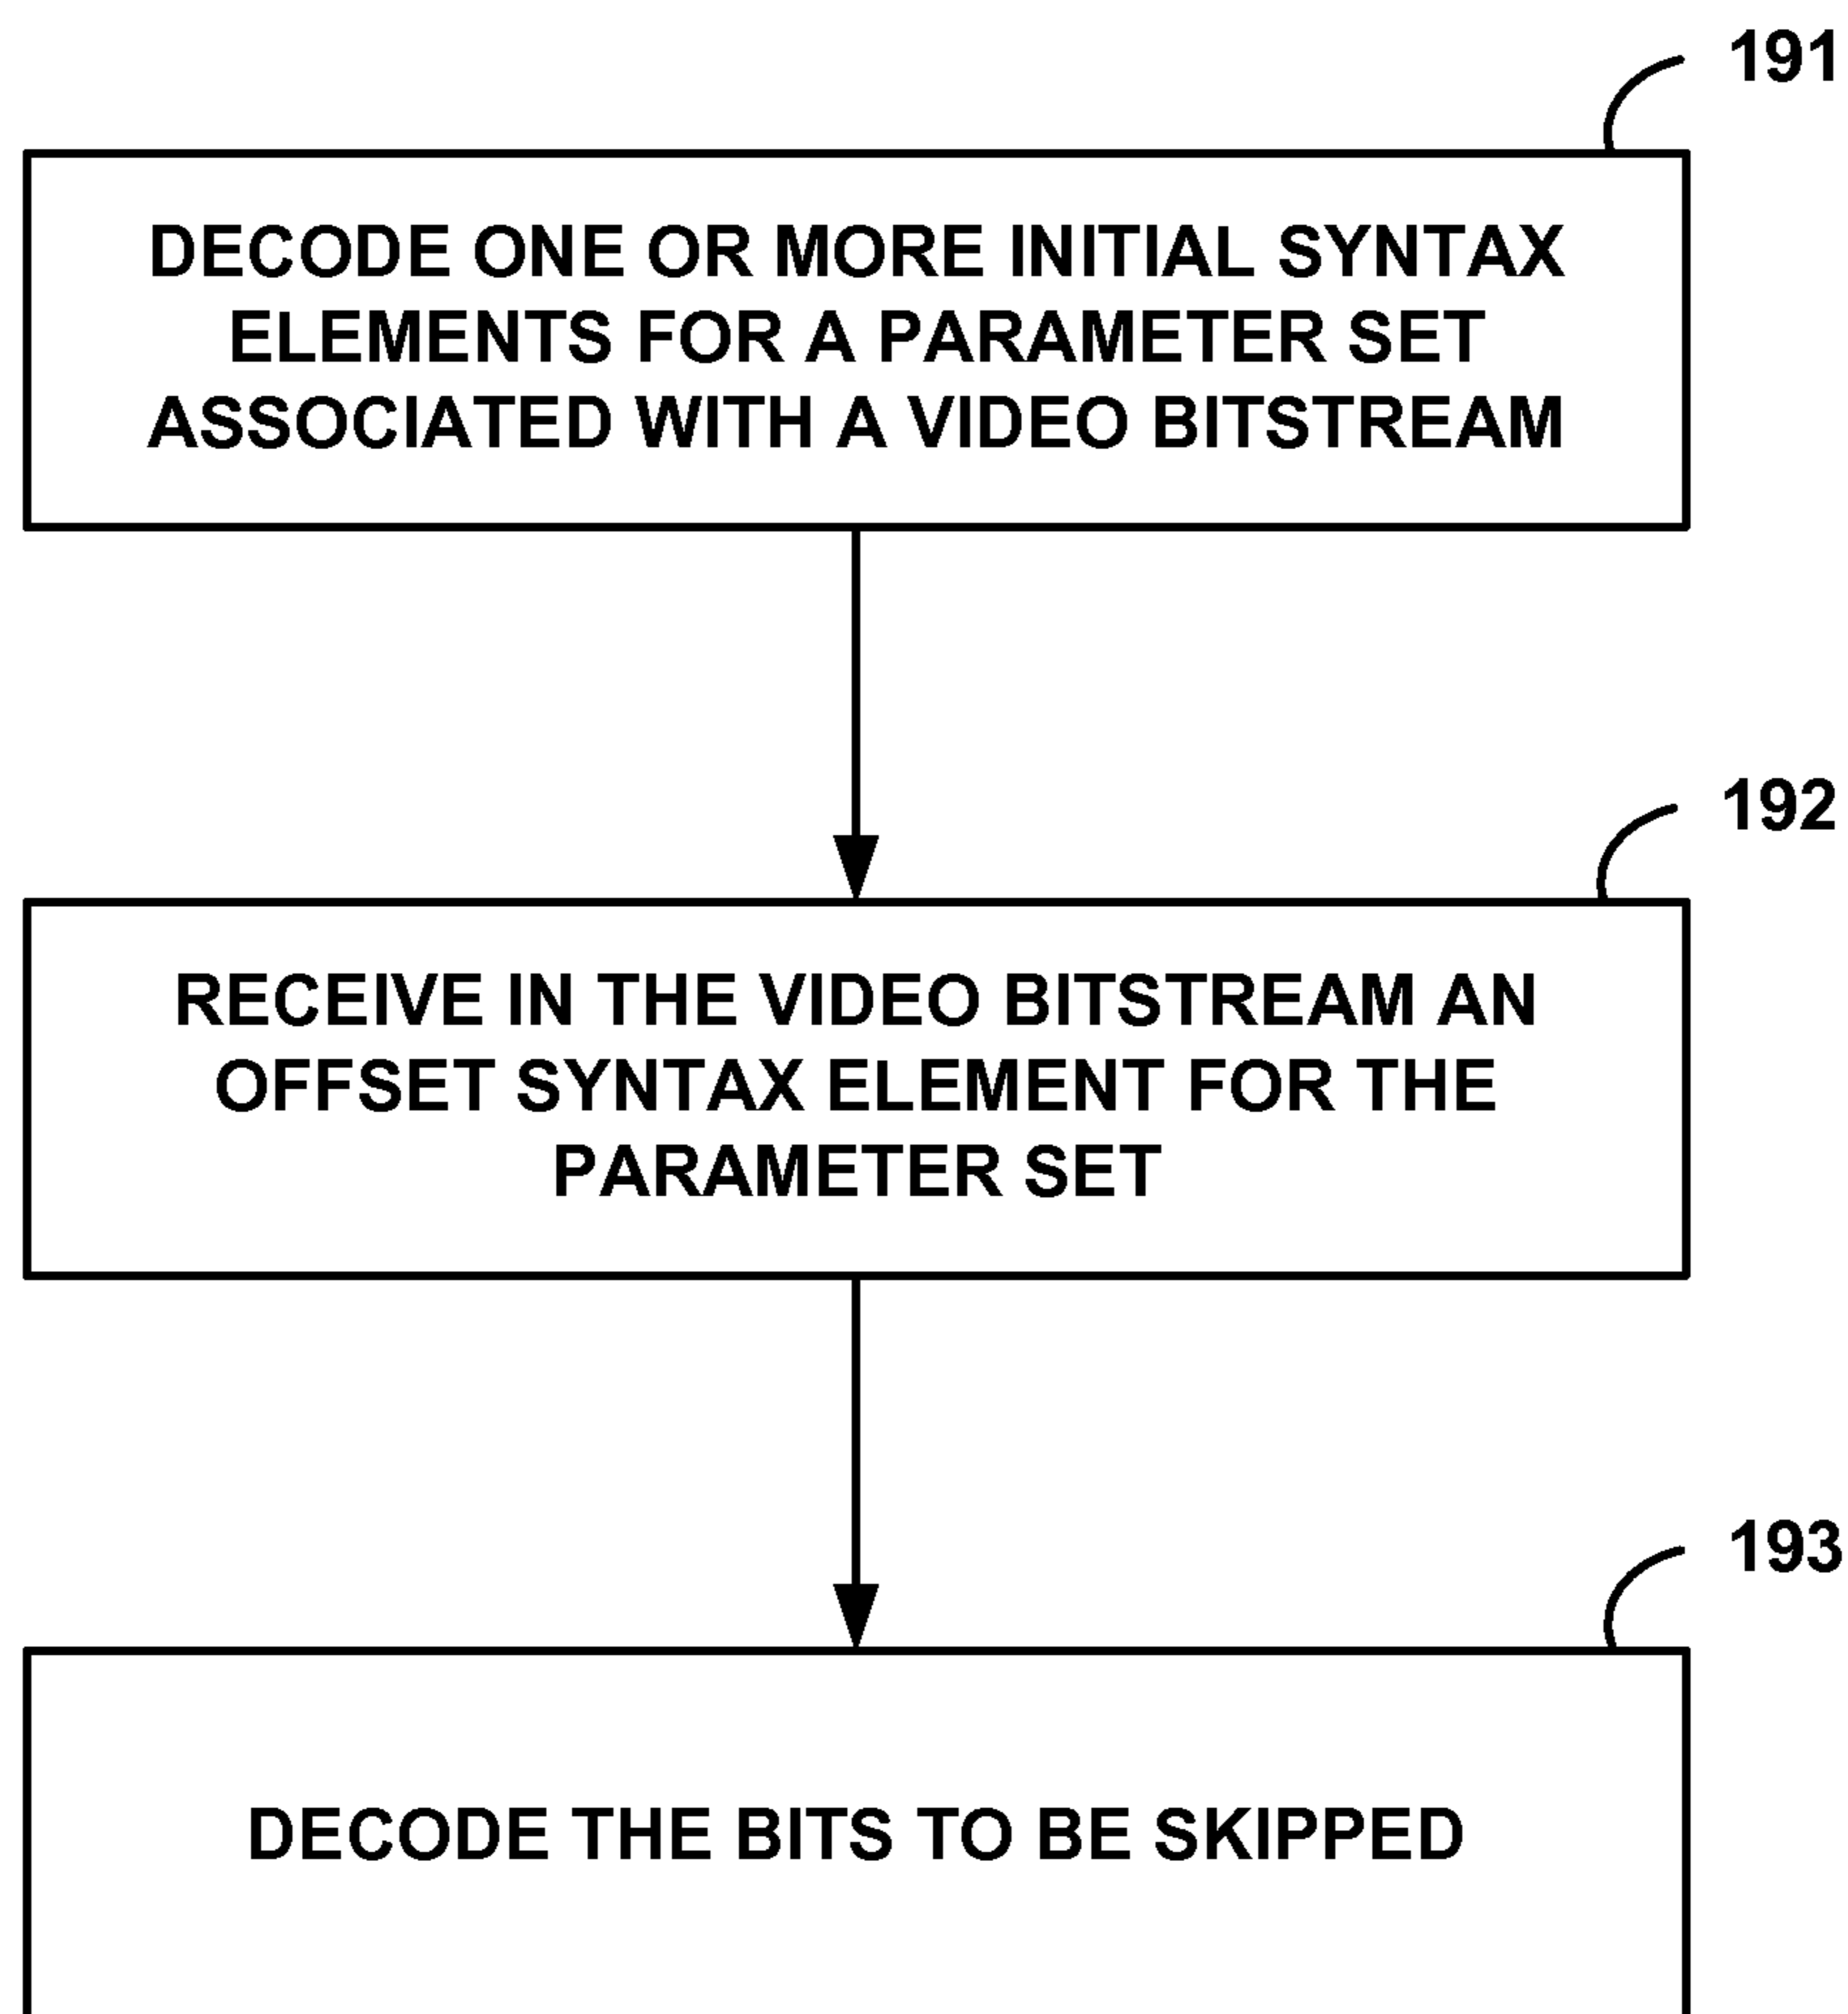 191
DECODE ONE OR MORE INITIAL SYNTAX
ELEMENTS FOR A PARAMETER SET
ASSOCIATED WITH A VIDEO BITSTREAM
192
RECEIVE IN THE VIDEO BITSTREAM AN
OFFSET SYNTAX ELEMENT FOR THE
PARAMETER SET
193
DECODE THE BITS TO BE SKIPPED